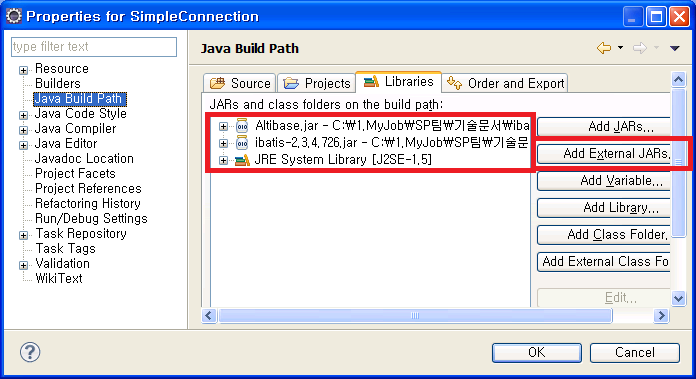 Properties for SimpleConnection
type filter text
Resource
Builders
Java Build Path
Java Code Style
Java Compiler
Java Editor
Javadoc Location
Project Facets
Project References
Refactoring History
Run/Debug Settings
Task Repository
Task Tags
Validation
WikiText
Java Build Path
Source Projects Libraries Order and Export
JARs and class folders on the build path:
Altibase.jar - C:₩1.MyJob₩SP팀₩기술문서₩iba
ibatis-2.3.4.726.jar - C:₩1.MyJob₩SP팀₩기술문
JRE System Library [J2SE-1.5]
Add JARs...
Add External JARs.
Add Variable...
Add Library...
Add Class Folder.
Add External Class Fo
Edit...
OK Cancel